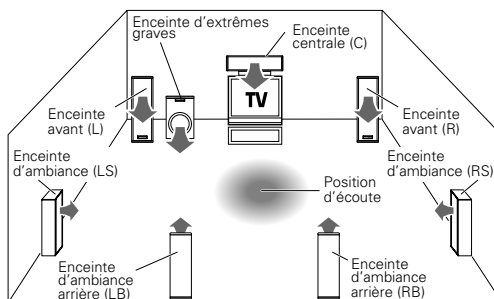 Enceinte d'extrêmes
graves
Enceinte
centrale (C)
TV
Enceinte
avant (L)
Enceinte
avant (R)
Enceinte
d'ambiance (LS)
Enceinte
d'ambiance (RS)
Position
d'écoute
Enceinte
d'ambiance
arrière (LB)
Enceinte
d'ambiance
arrière (RB)